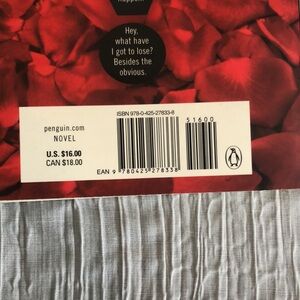 happen.
Hey,
what have
I got to lose?
Besides the
obvious.
penguin.com
NOVEL
U.S. $16.00
CAN $18.00
ISBN 978-0-425-27833-8
51600
EAN 9 780425 278338